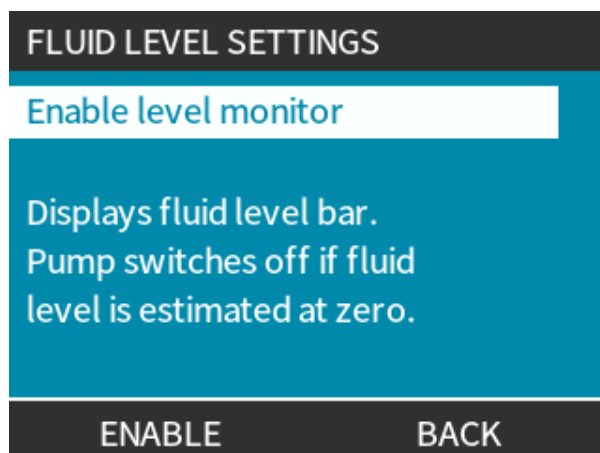 FLUID LEVEL SETTINGS
Enable level monitor
Displays fluid level bar.
Pump switches off if fluid
level is estimated at zero.
ENABLE BACK